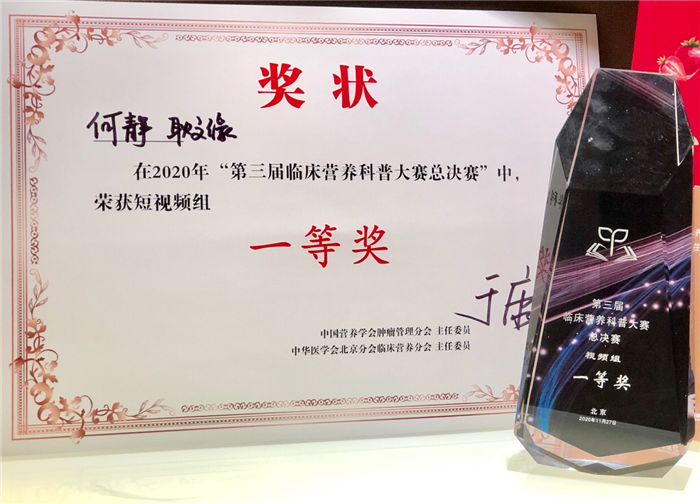 奖状
何静 耿文缘
在2020年“第三届临床营养科普大赛总决赛”中，
荣获短视频组
一等奖
中国营养学会肿瘤管理分会 主任委员
中华医学会北京分会临床营养分会 主任委员
第三届
临床营养科普大赛
总决赛
视频组
一等奖
北京
2020年11月27日